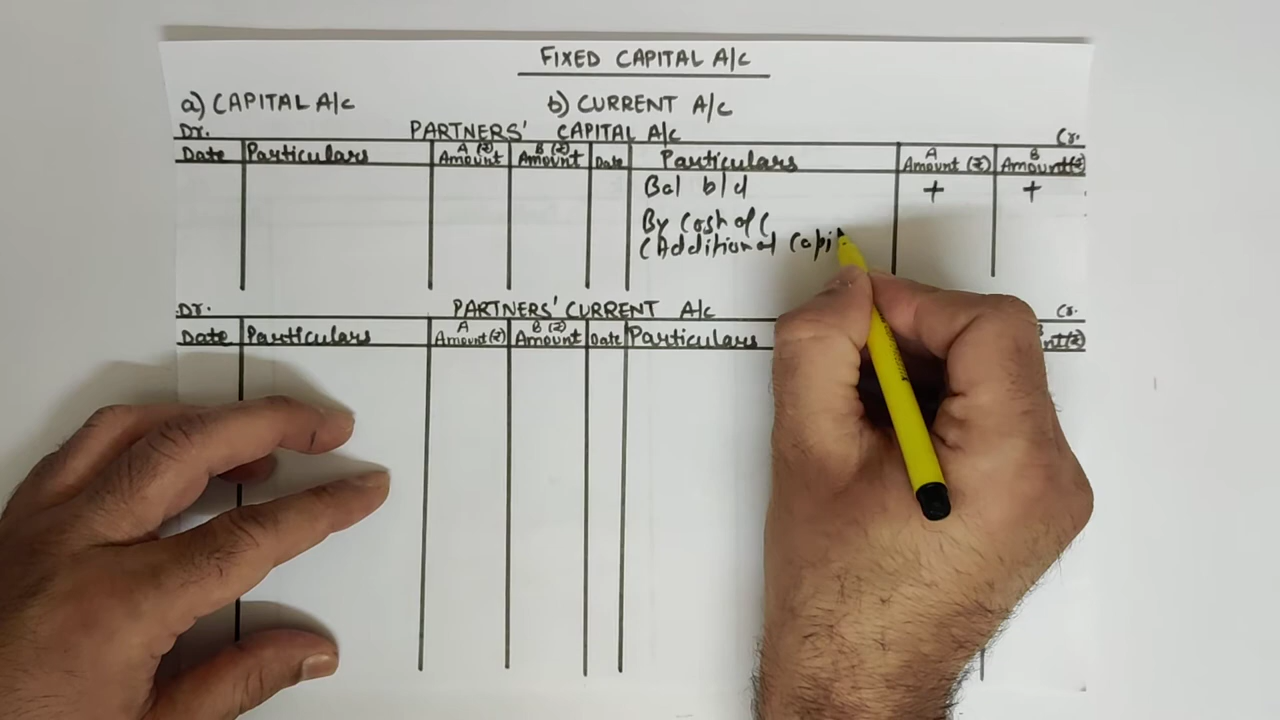 FIXED CAPITAL A/c
a) CAPITAL A/c b) CURRENT A/c
Dr. PARTNERS' CAPITAL A/c Cr.
Date Particulars A (₹) Amount B (₹) Amount Date Particulars A Amount (₹) B Amount(₹)
Bal b/d + +
By Cash
(Additional Capi
Dr. PARTNERS' CURRENT A/c Cr.
Date Particulars A Amount(₹) B (₹) Amount Date Particulars